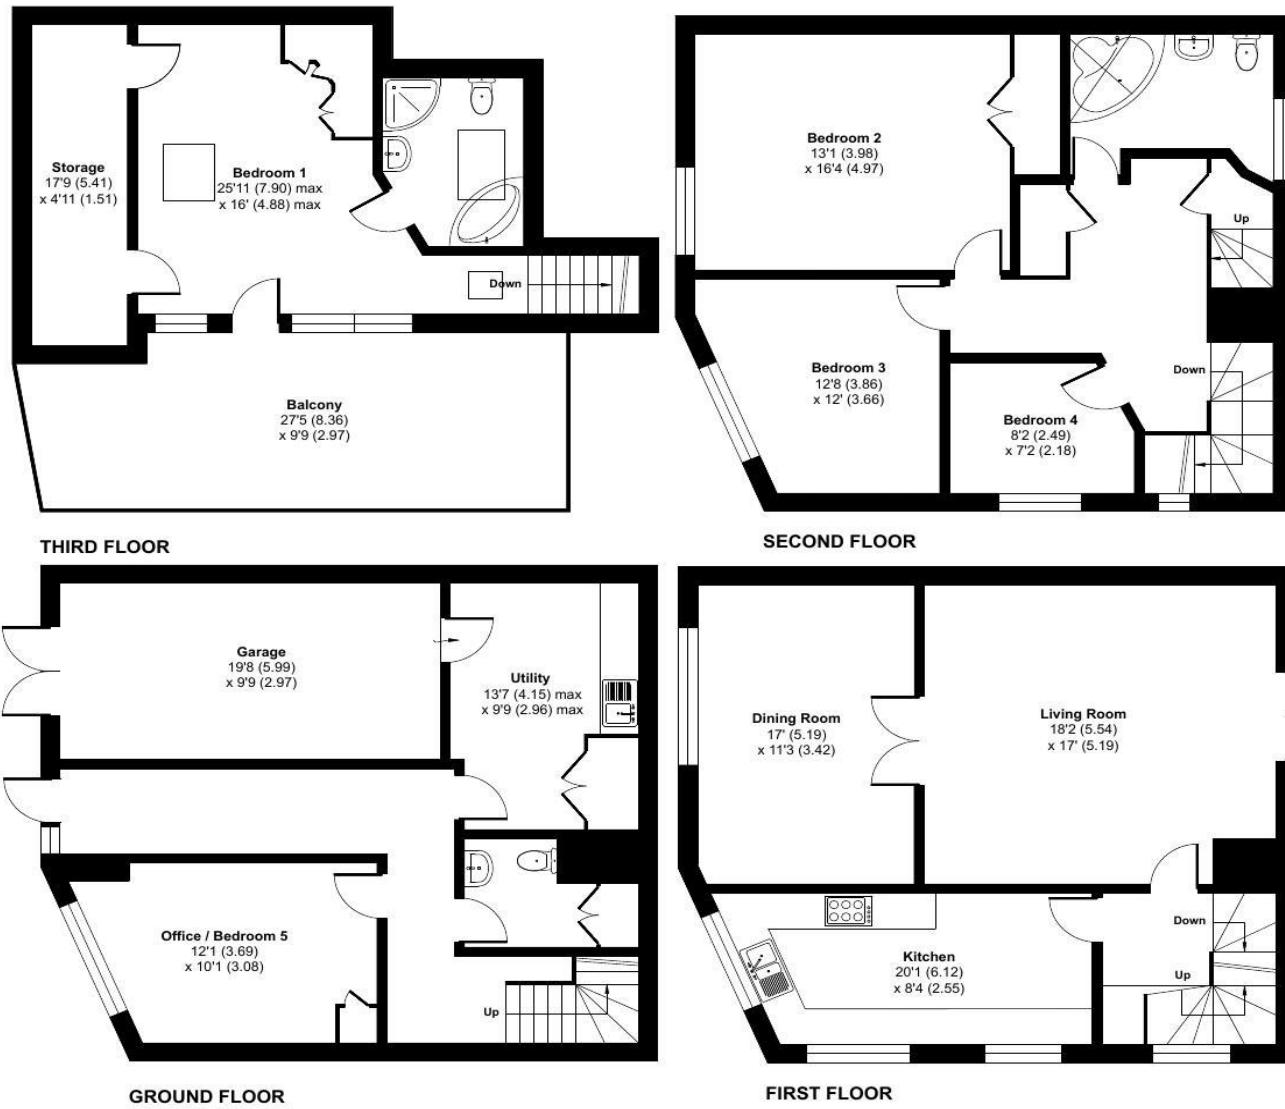 Storage
17'9 (5.41)
x 4'11 (1.51)
Bedroom 1
25'11 (7.90) max
x 16' (4.88) max
Down
Balcony
27'5 (8.36)
x 9'9 (2.97)
THIRD FLOOR
Bedroom 2
13'1 (3.98)
x 16'4 (4.97)
Up
Bedroom 3
12'8 (3.86)
x 12' (3.66)
Down
Bedroom 4
8'2 (2.49)
x 7'2 (2.18)
SECOND FLOOR
Garage
19'8 (5.99)
x 9'9 (2.97)
Utility
13'7 (4.15) max
x 9'9 (2.96) max
Office / Bedroom 5
12'1 (3.69)
x 10'1 (3.08)
Up
GROUND FLOOR
Dining Room
17' (5.19)
x 11'3 (3.42)
Living Room
18'2 (5.54)
x 17' (5.19)
Kitchen
20'1 (6.12)
x 8'4 (2.55)
Down
Up
FIRST FLOOR